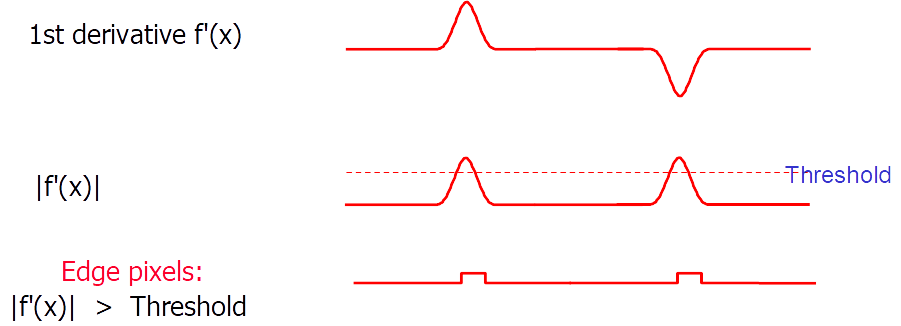 1st derivative f'(x)
|f'(x)|
Threshold
Edge pixels:
|f'(x)| > Threshold